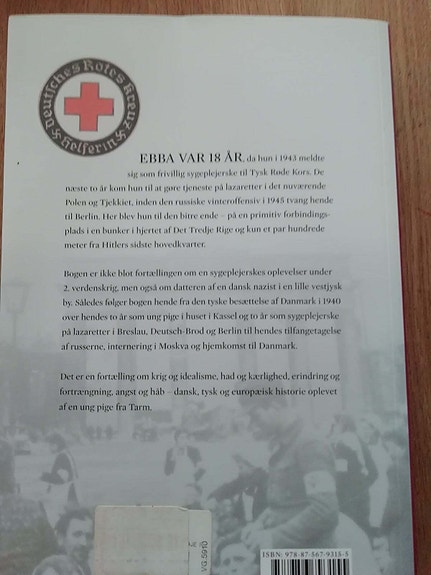 Deutsches Rotes Kreuz
Helferin
EBBA VAR 18 ÅR, da hun i 1943 meldte
sig som frivillig sygeplejerske til Tysk Røde Kors. De
næste to år kom hun til at gøre tjeneste på lazaretter i det nuværende
Polen og Tjekkiet, inden den russiske vinteroffensiv i 1945 tvang hende
til Berlin. Her blev hun til den bitre ende – på en primitiv forbindings-
plads i en bunker i hjertet af Det Tredje Rige og kun et par hundrede
meter fra Hitlers sidste hovedkvarter.
Bogen er ikke blot fortællingen om en sygeplejerskes oplevelser under
2. verdenskrig, men også om datteren af en dansk nazist i en lille vestjysk
by. Således følger bogen hende fra den tyske besættelse af Danmark i 1940
over hendes to år som ung pige i huset i Kassel og to år som sygeplejerske
på lazaretter i Breslau, Deutsch-Brod og Berlin til hendes tilfangetagelse
af russerne, internering i Moskva og hjemkomst til Danmark.
Det er en fortælling om krig og idealisme, had og kærlighed, erindring og
fortrængning, angst og håb – dansk, tysk og europæisk historie oplevet
af en ung pige fra Tarm.
VG:5910
ISBN: 978-87-567-9315-5